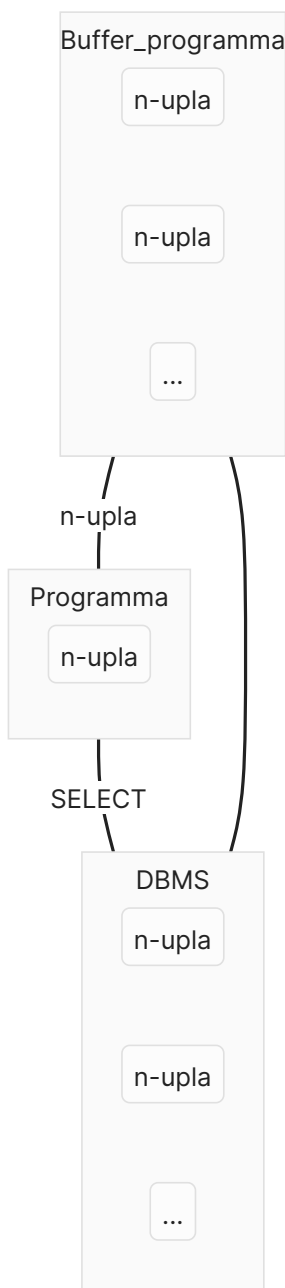 Buffer_programma
n-upla
n-upla
...
n-upla
Programma
n-upla
SELECT
DBMS
n-upla
n-upla
...